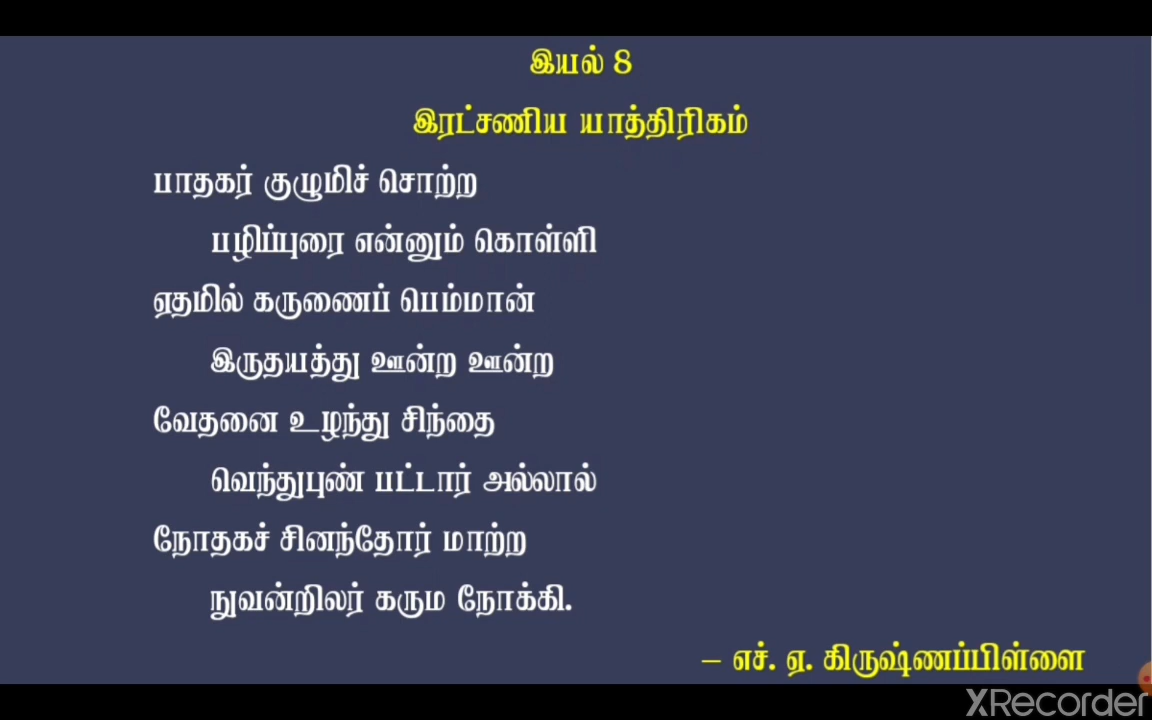 இயல் 8
இரட்சணிய யாத்திரிகம்
பாதகர் குழுமிச் சொற்ற
பழிப்புரை என்னும் கொள்ளி
ஏதமில் கருணைப் பெம்மான்
இருதயத்து ஊன்ற ஊன்ற
வேதனை உழந்து சிந்தை
வெந்துபுண் பட்டார் அல்லால்
நோதகச் சினந்தோர் மாற்ற
நுவன்றிலர் கரும நோக்கி.
– எச். ஏ. கிருஷ்ணப்பிள்ளை
XRecorder